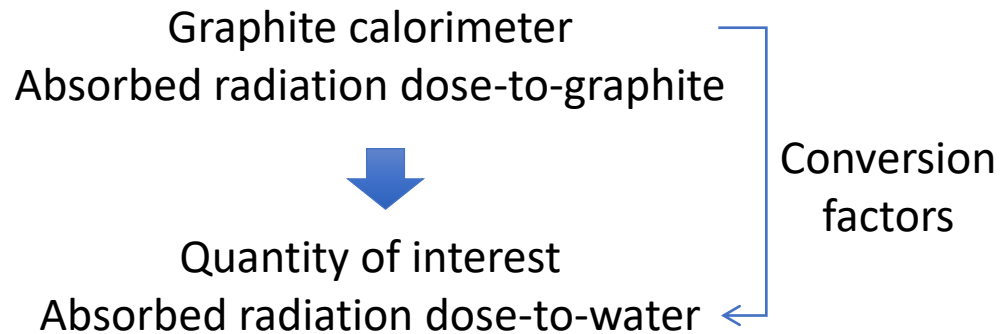 Graphite calorimeter
Absorbed radiation dose-to-graphite
Conversion
factors
Quantity of interest
Absorbed radiation dose-to-water